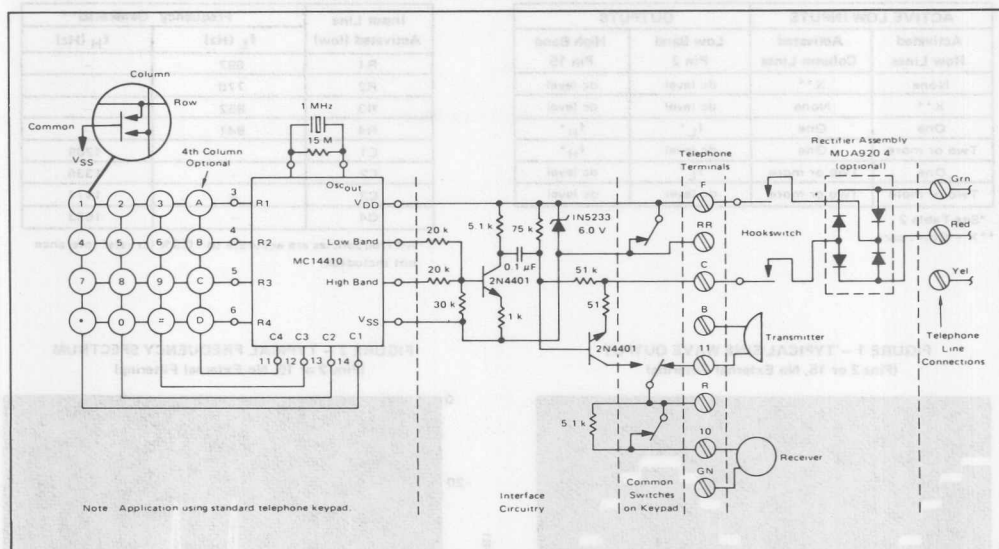 Column
Row
Common
VSS
4th Column
Optional
1 MHz
15 M
Oscout
VDD
Low Band
MC14410
High Band
VSS
C4 C3 C2 C1
11 12 13 14
3 R1
4 R2
5 R3
6 R4
1 2 3 A
4 5 6 B
7 8 9 C
* 0 = D
20 k
20 k
30 k
5.1 k
75 k
0.1 µF
2N4401
1 k
IN5233
6.0 V
51 k
51
2N4401
5.1 k
Telephone
Terminals
F
RR
C
B
11
R
10
GN
Hookswitch
Rectifier Assembly
MDA920 4
(optional)
Grn
Red
Yel
Transmitter
Telephone
Line
Connections
Receiver
Note Application using standard telephone keypad.
Interface
Circuitry
Common
Switches
on Keypad